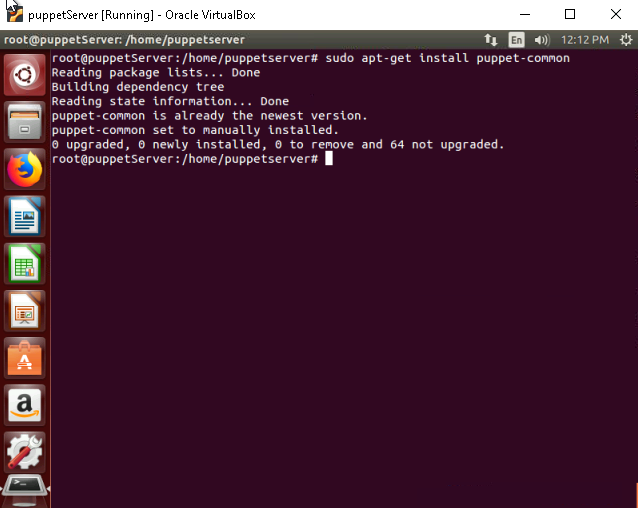 puppetServer [Running] - Oracle VirtualBox
root@puppetServer: /home/puppetserver
En
12:12 PM
root@puppetServer:/home/puppetserver# sudo apt-get install puppet-common
Reading package lists... Done
Building dependency tree
Reading state information... Done
puppet-common is already the newest version.
puppet-common set to manually installed.
0 upgraded, 0 newly installed, 0 to remove and 64 not upgraded.
root@puppetServer:/home/puppetserver#
A
a
>_